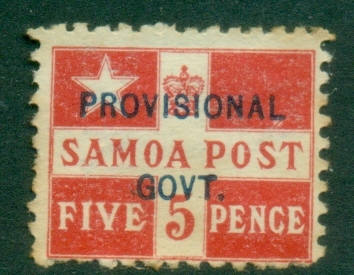 PROVISIONAL
SAMOA POST
GOVT.
FIVE 5 PENCE